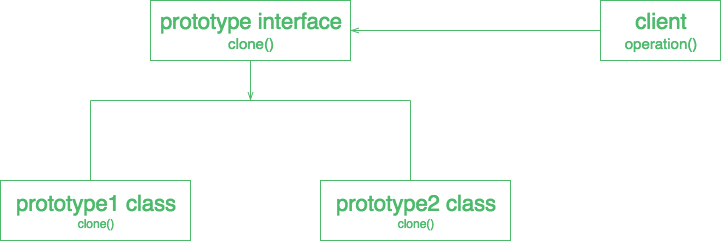 prototype interface
clone()
client
operation()
prototype1 class
clone()
prototype2 class
clone()